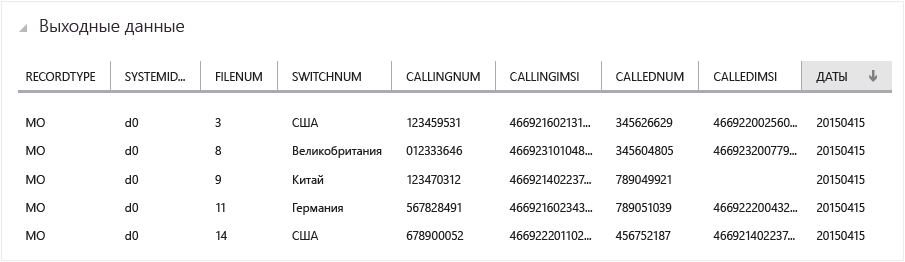 Выходные данные
RECORDTYPE SYSTEMID... FILENUM SWITCHNUM CALLINGNUM CALLINGIMSI CALLEDNUM CALLEDIMSI ДАТЫ
MO d0 3 США 123459531 466921602131... 345626629 466922002560... 20150415
MO d0 8 Великобритания 012333646 466923101048... 345604805 466923200779... 20150415
MO d0 9 Китай 123470312 466921402237... 789049921 20150415
MO d0 11 Германия 567828491 466921602343... 789051039 466922200432... 20150415
MO d0 14 США 678900052 466922201102... 456752187 466921402237... 20150415